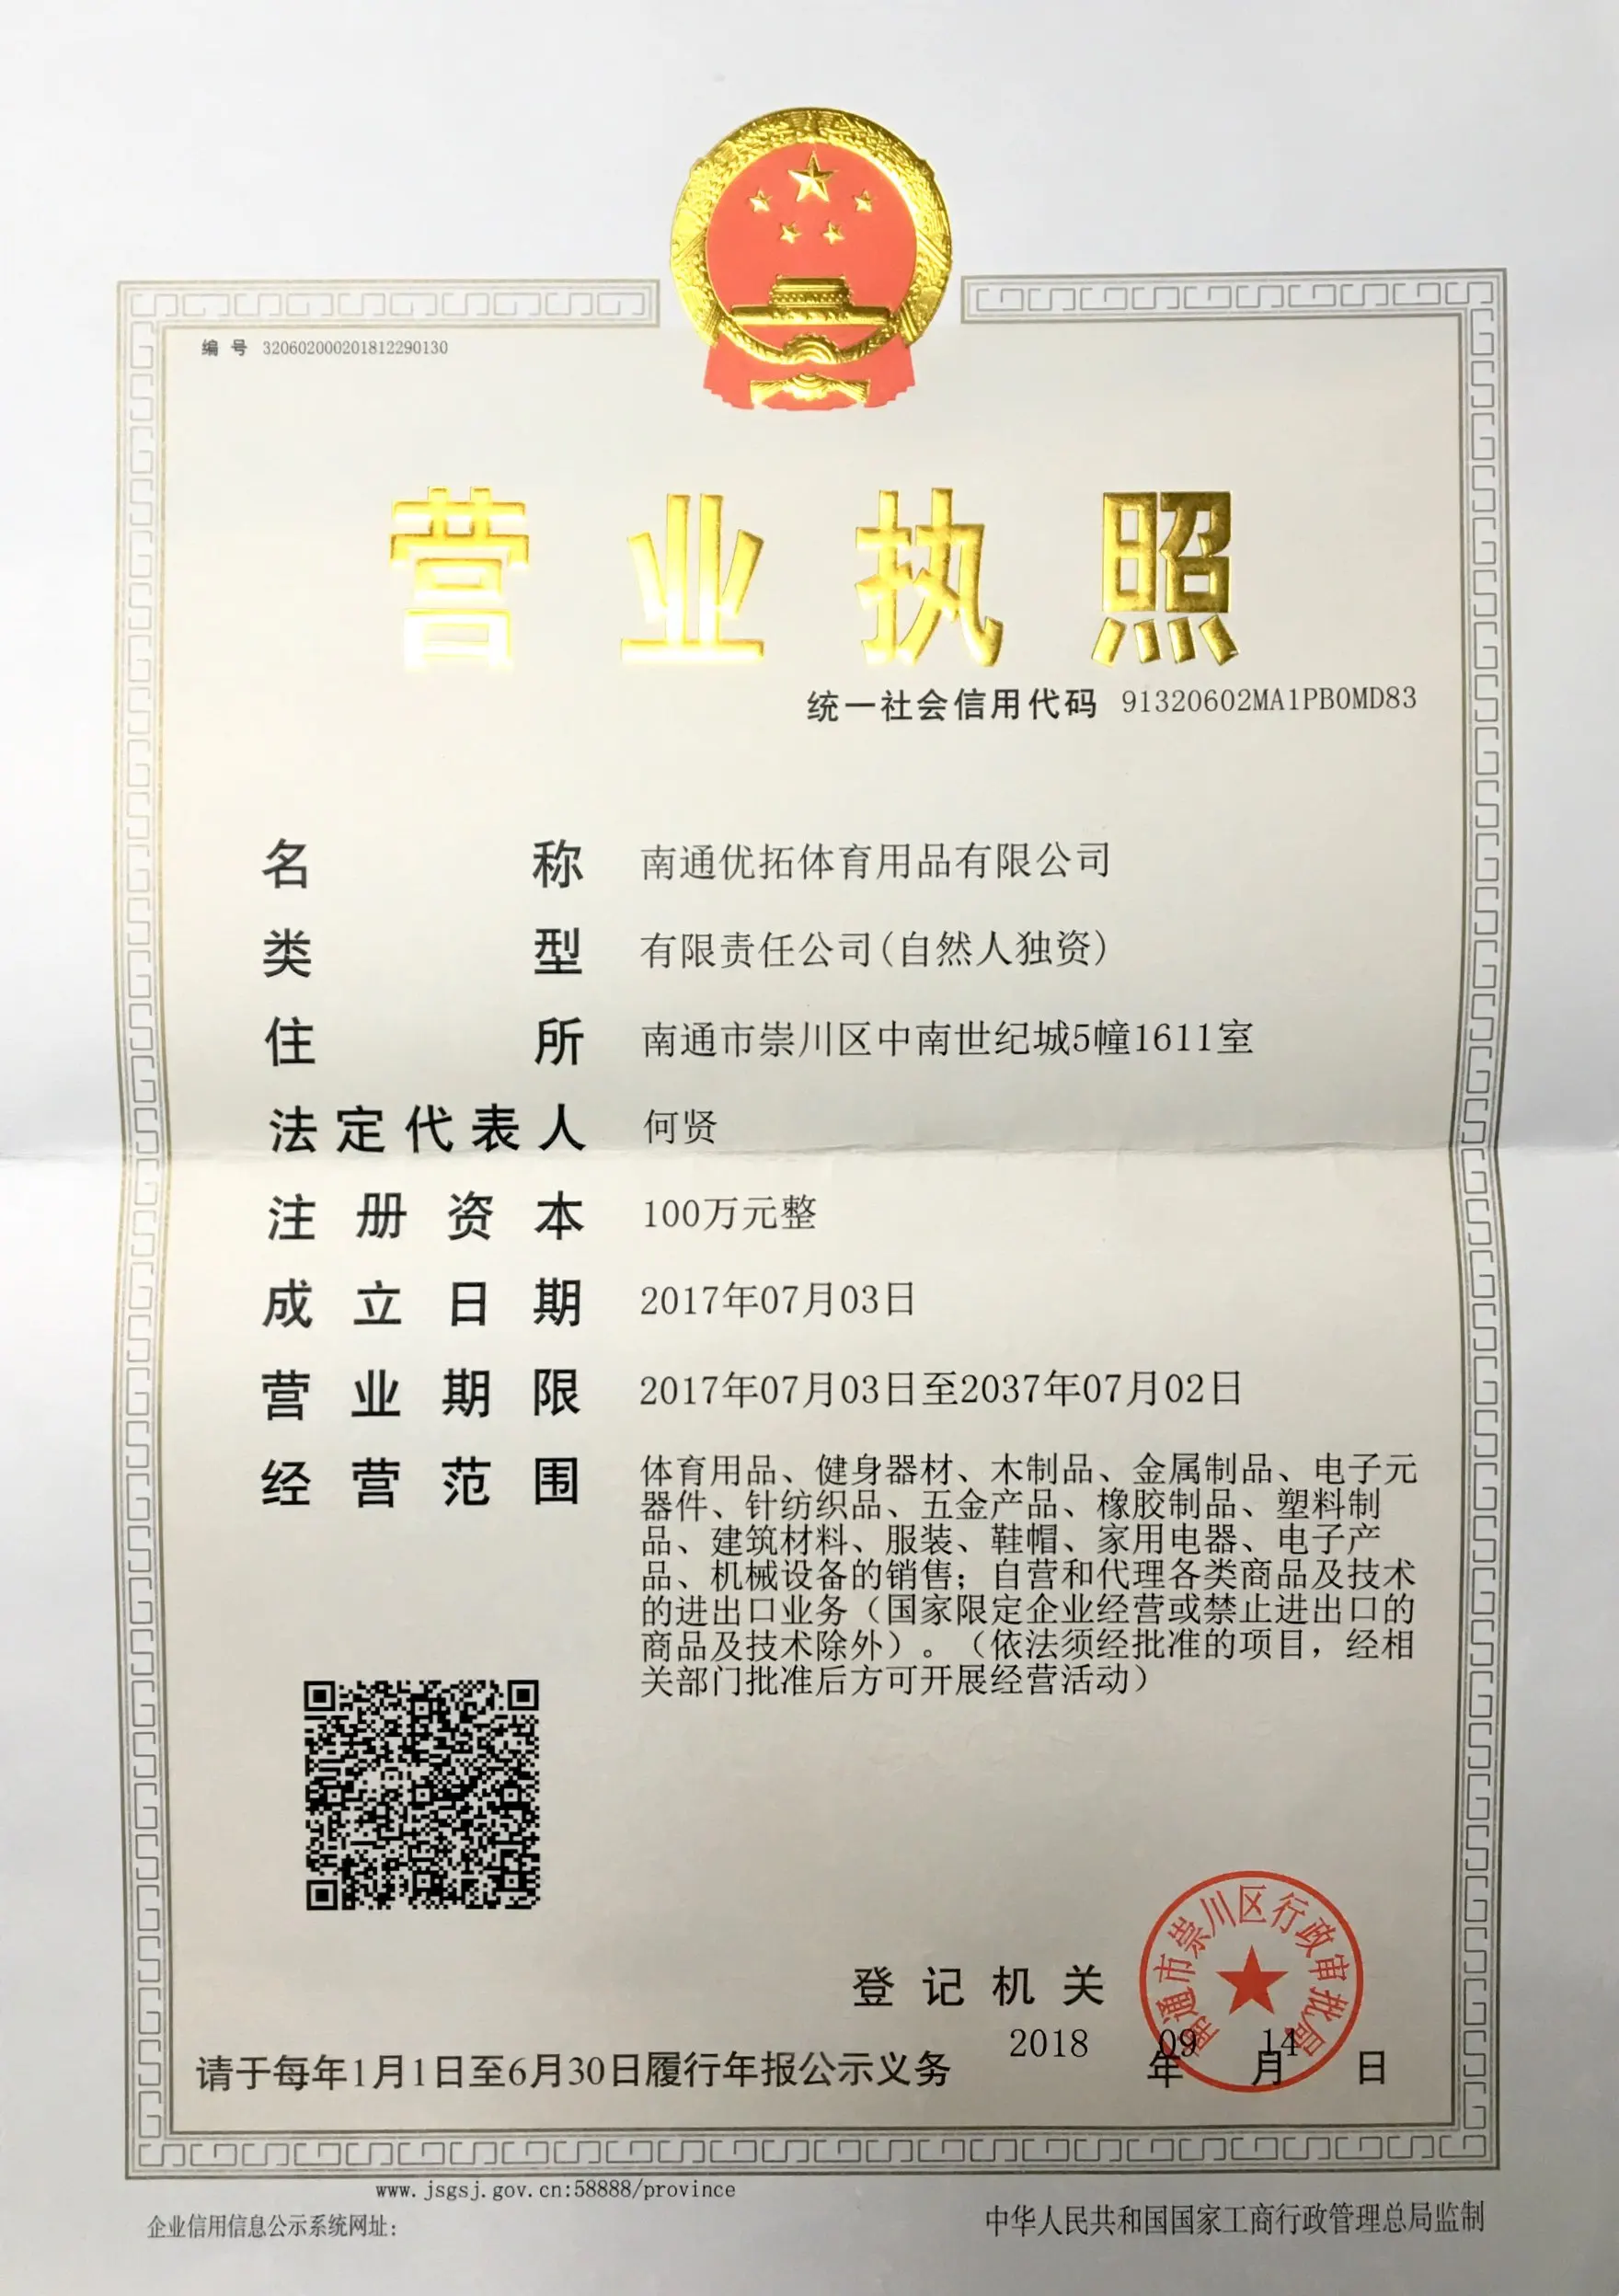 编号 320602000201812290130
营业执照
统一社会信用代码 91320602MA1PB0MD83
名称 南通优拓体育用品有限公司
类型 有限责任公司(自然人独资)
住所 南通市崇川区中南世纪城5幢1611室
法定代表人 何贤
注册资本 100万元整
成立日期 2017年07月03日
营业期限 2017年07月03日至2037年07月02日
经营范围 体育用品、健身器材、木制品、金属制品、电子元
器件、针纺织品、五金产品、橡胶制品、塑料制
品、建筑材料、服装、鞋帽、家用电器、电子产
品、机械设备的销售；自营和代理各类商品及技术
的进出口业务（国家限定企业经营或禁止进出口的
商品及技术除外）。（依法须经批准的项目，经相
关部门批准后方可开展经营活动）
南通市崇川区行政审批局
登记机关
2018年09月14日
请于每年1月1日至6月30日履行年报公示义务
www.jsgsj.gov.cn:58888/province
企业信用信息公示系统网址：
中华人民共和国国家工商行政管理总局监制